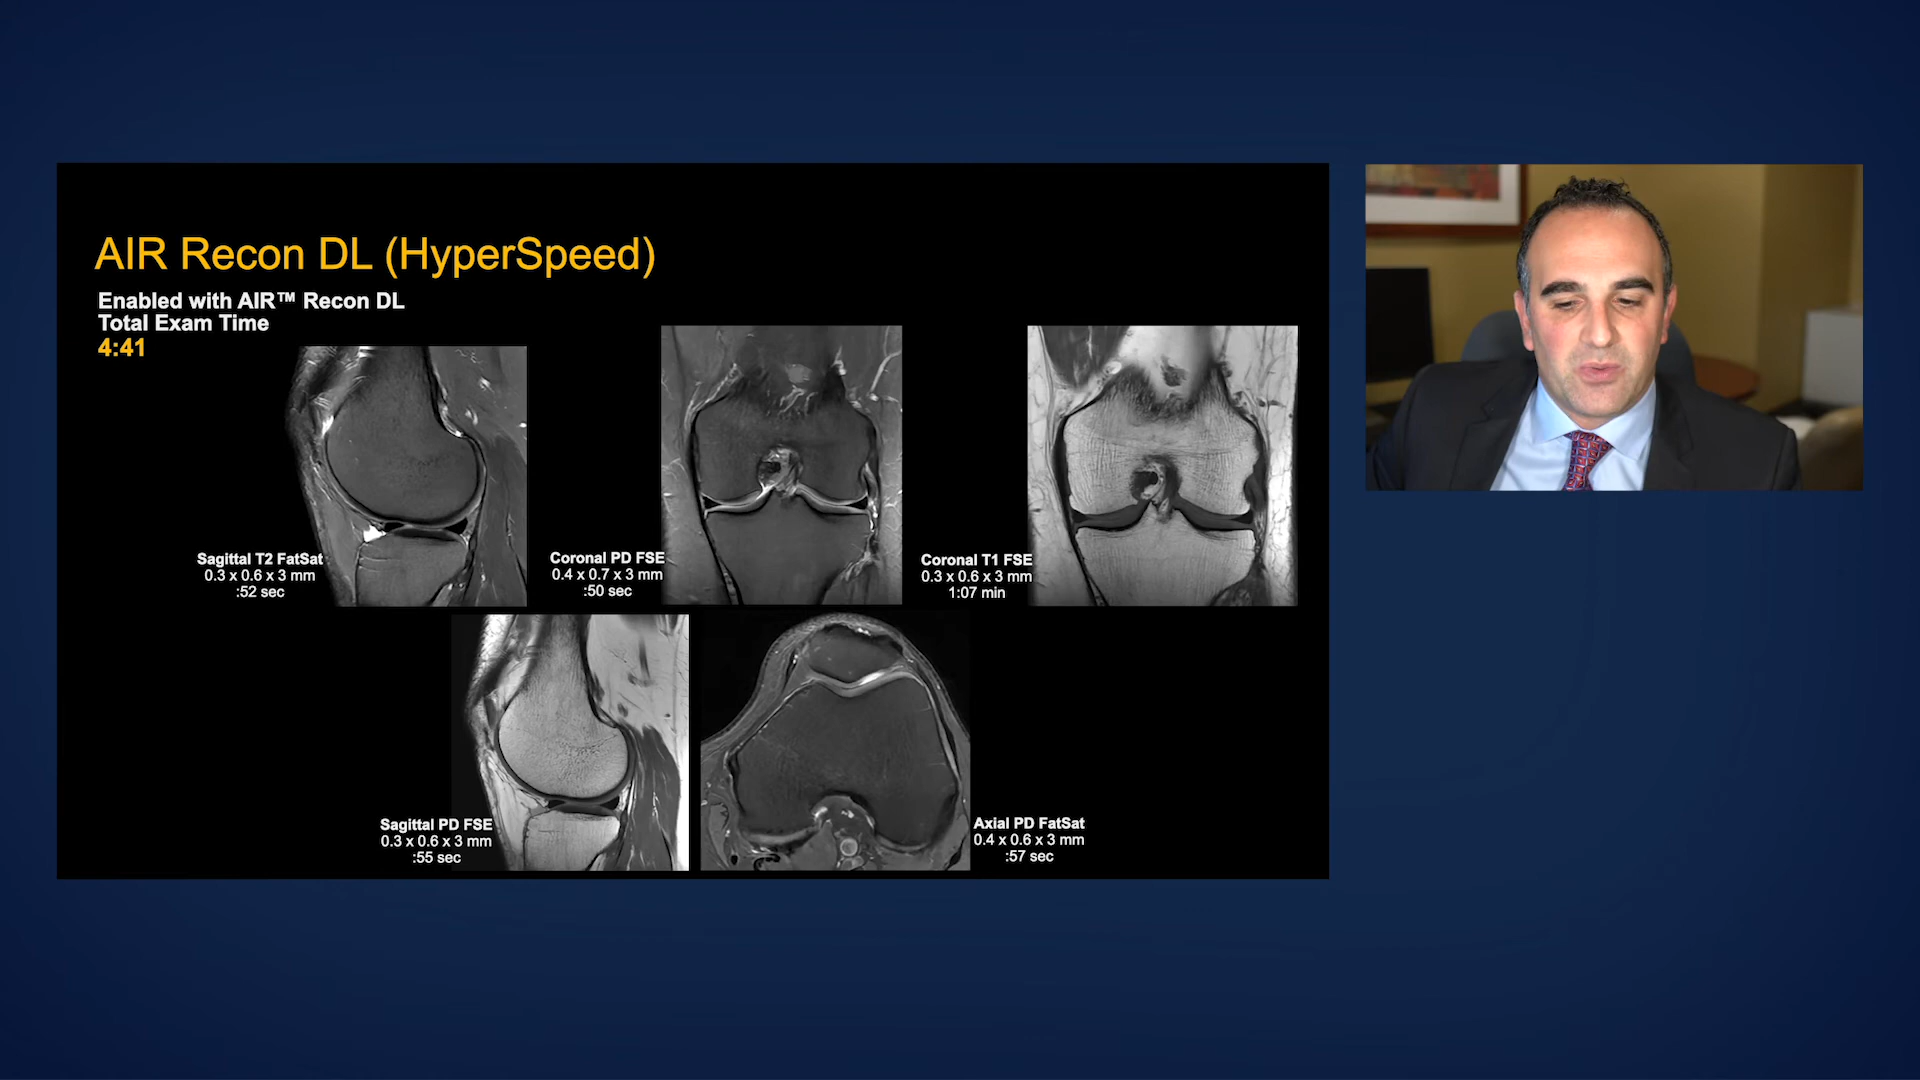 AIR Recon DL (HyperSpeed)
Enabled with AIR™ Recon DL
Total Exam Time
4:41
Sagittal T2 FatSat
0.3 x 0.6 x 3 mm
:52 sec
Coronal PD FSE
0.4 x 0.7 x 3 mm
:50 sec
Coronal T1 FSE
0.3 x 0.6 x 3 mm
1:07 min
Sagittal PD FSE
0.3 x 0.6 x 3 mm
:55 sec
Axial PD FatSat
0.4 x 0.6 x 3 mm
:57 sec